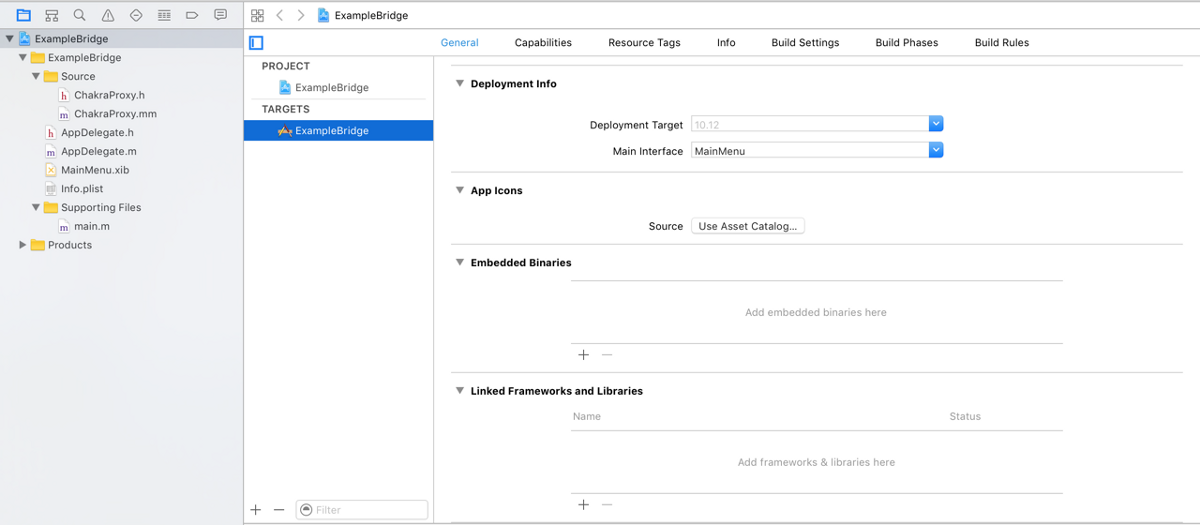 ExampleBridge
ExampleBridge
ExampleBridge
Source
h ChakraProxy.h
m ChakraProxy.mm
h AppDelegate.h
m AppDelegate.m
MainMenu.xib
Info.plist
Supporting Files
m main.m
Products
General Capabilities Resource Tags Info Build Settings Build Phases Build Rules
PROJECT
ExampleBridge
TARGETS
ExampleBridge
Filter
Deployment Info
Deployment Target 10.12
Main Interface MainMenu
App Icons
Source Use Asset Catalog...
Embedded Binaries
Add embedded binaries here
Linked Frameworks and Libraries
Name Status
Add frameworks & libraries here